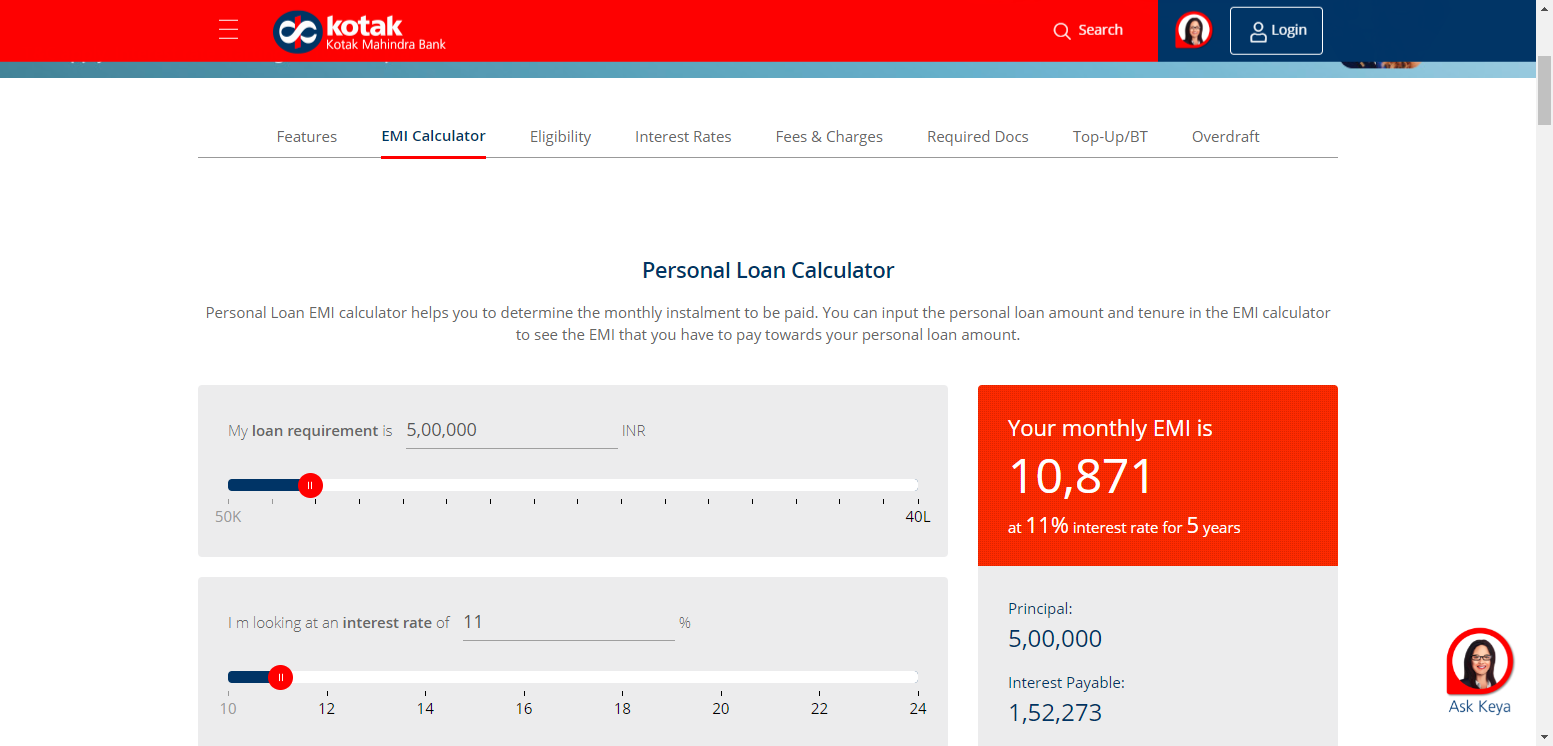 kotak
Kotak Mahindra Bank
Search
Login
Features
EMI Calculator
Eligibility
Interest Rates
Fees & Charges
Required Docs
Top-Up/BT
Overdraft
Personal Loan Calculator
Personal Loan EMI calculator helps you to determine the monthly instalment to be paid. You can input the personal loan amount and tenure in the EMI calculator
to see the EMI that you have to pay towards your personal loan amount.
My loan requirement is 5,00,000 INR
50K
40L
I m looking at an interest rate of 11 %
10 12 14 16 18 20 22 24
Your monthly EMI is
10,871
at 11% interest rate for 5 years
Principal:
5,00,000
Interest Payable:
1,52,273
Ask Keya